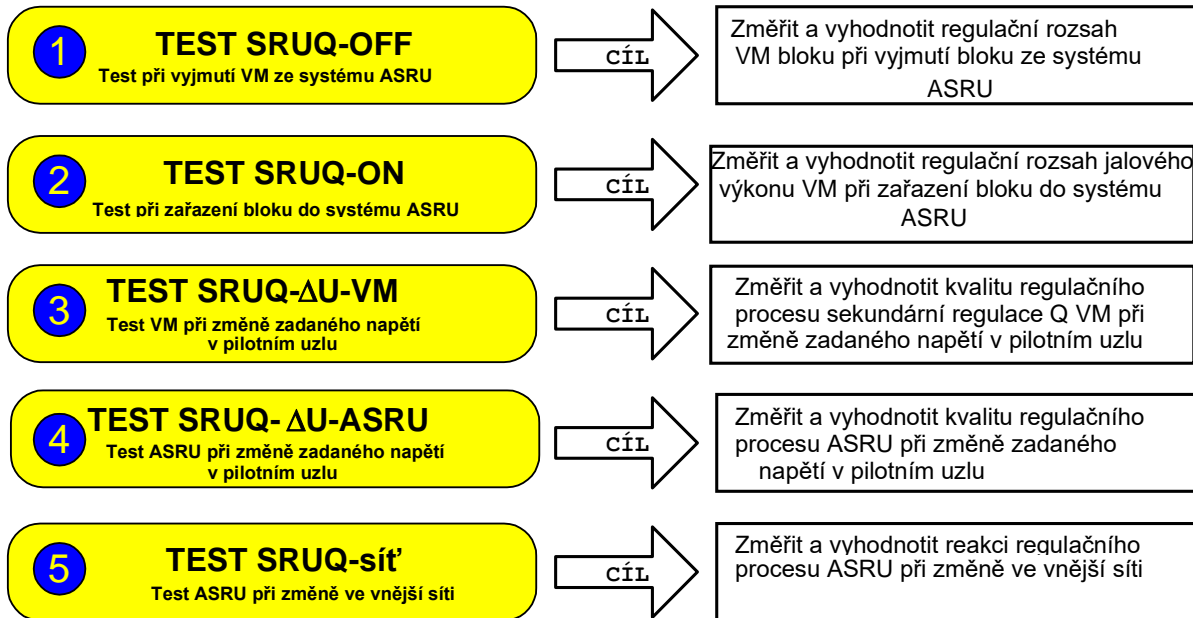 1
TEST SRUQ-OFF
Test při vyjmutí VM ze systému ASRU
CÍL
Změřit a vyhodnotit regulační rozsah
VM bloku při vyjmutí bloku ze systému
ASRU
2
TEST SRUQ-ON
Test při zařazení bloku do systému ASRU
CÍL
Změřit a vyhodnotit regulační rozsah jalového
výkonu VM při zařazení bloku do systému
ASRU
3
TEST SRUQ-ΔU-VM
Test VM při změně zadaného napětí
v pilotním uzlu
CÍL
Změřit a vyhodnotit kvalitu regulačního
procesu sekundární regulace Q VM při
změně zadaného napětí v pilotním uzlu
4
TEST SRUQ- ΔU-ASRU
Test ASRU při změně zadaného napětí
v pilotním uzlu
CÍL
Změřit a vyhodnotit kvalitu regulačního
procesu ASRU při změně zadaného
napětí v pilotním uzlu
5
TEST SRUQ-síť
Test ASRU při změně ve vnější síti
CÍL
Změřit a vyhodnotit reakci regulačního
procesu ASRU při změně ve vnější síti